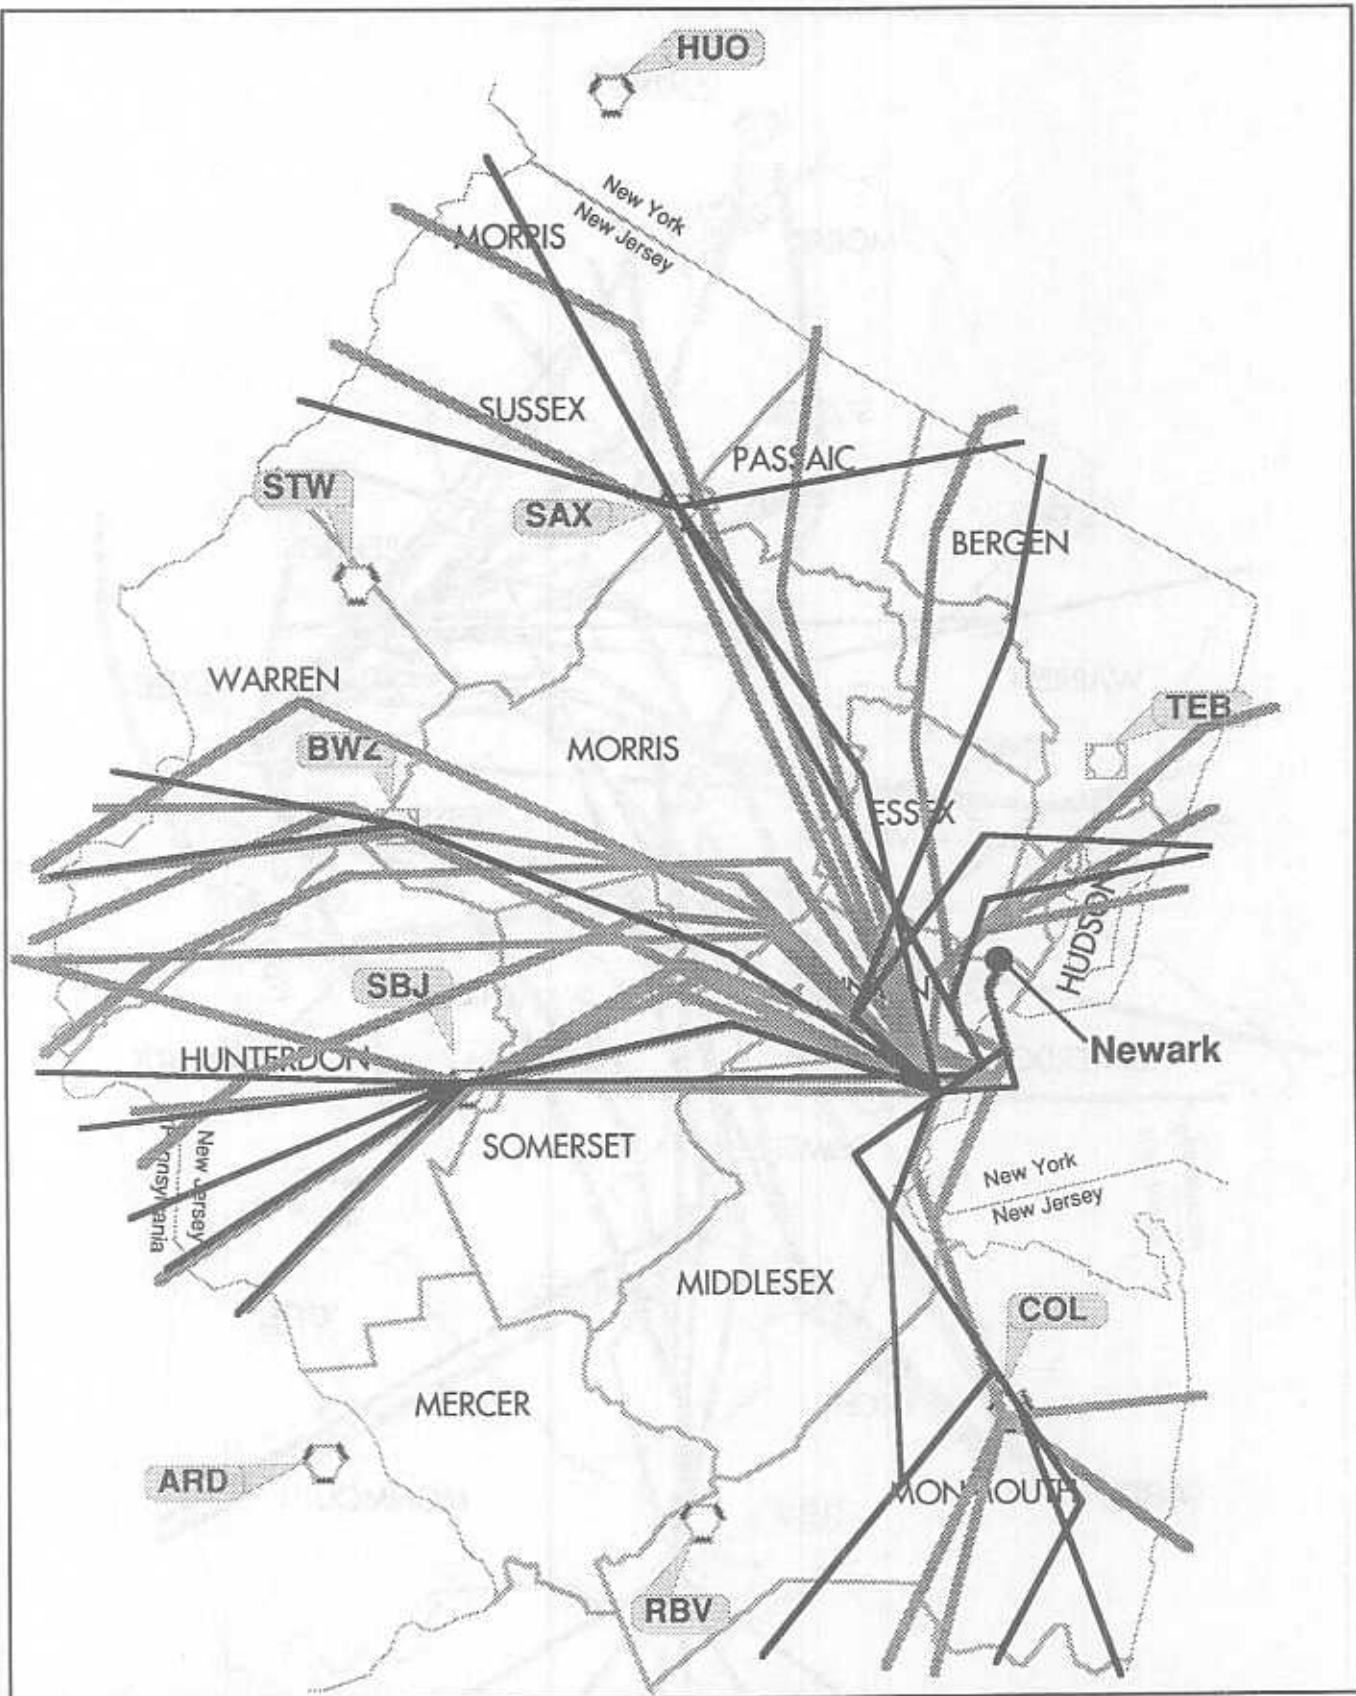 HUO
New York
New Jersey
MORRIS
SUSSEX
PASSAIC
STW
SAX
BERGEN
WARREN
TEB
BWZ
MORRIS
ESSEX
HUDSON
SBJ
HUNTERDON
Newark
SOMERSET
New Jersey
Pennsylvania
New York
New Jersey
MIDDLESEX
COL
MERCER
ARD
MONMOUTH
RBV